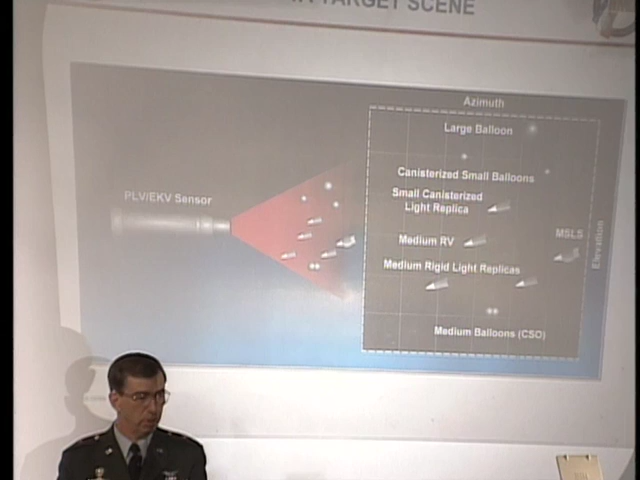 TARGET SCENE
Azimuth
Large Balloon
Canisterized Small Balloons
PLV/EKV Sensor
Small Canisterized
Light Replica
MSLS
Medium RV
Elevation
Medium Rigid Light Replicas
Medium Balloons (CSO)